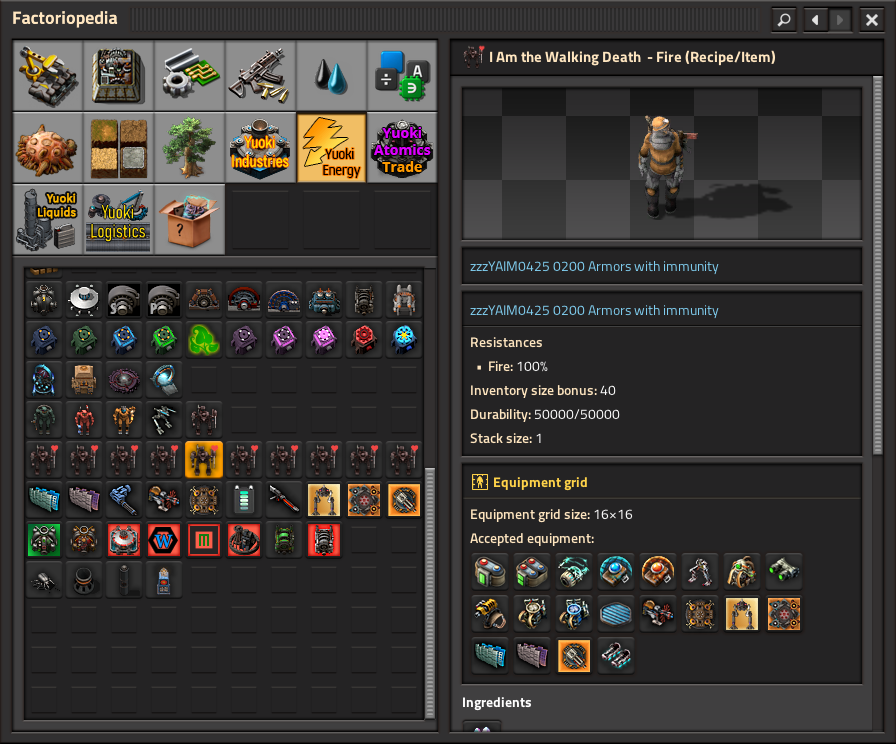 Factoriopedia
I Am the Walking Death - Fire (Recipe/Item)
Yuoki
Industries
Yuoki
Energy
Yuoki
Atomics
Trade
Yuoki
Liquids
Yuoki
Logistics
?
zzzYAIM0425 0200 Armors with immunity
zzzYAIM0425 0200 Armors with immunity
Resistances
• Fire: 100%
Inventory size bonus: 40
Durability: 50000/50000
Stack size: 1
Equipment grid
Equipment grid size: 16×16
Accepted equipment:
Ingredients